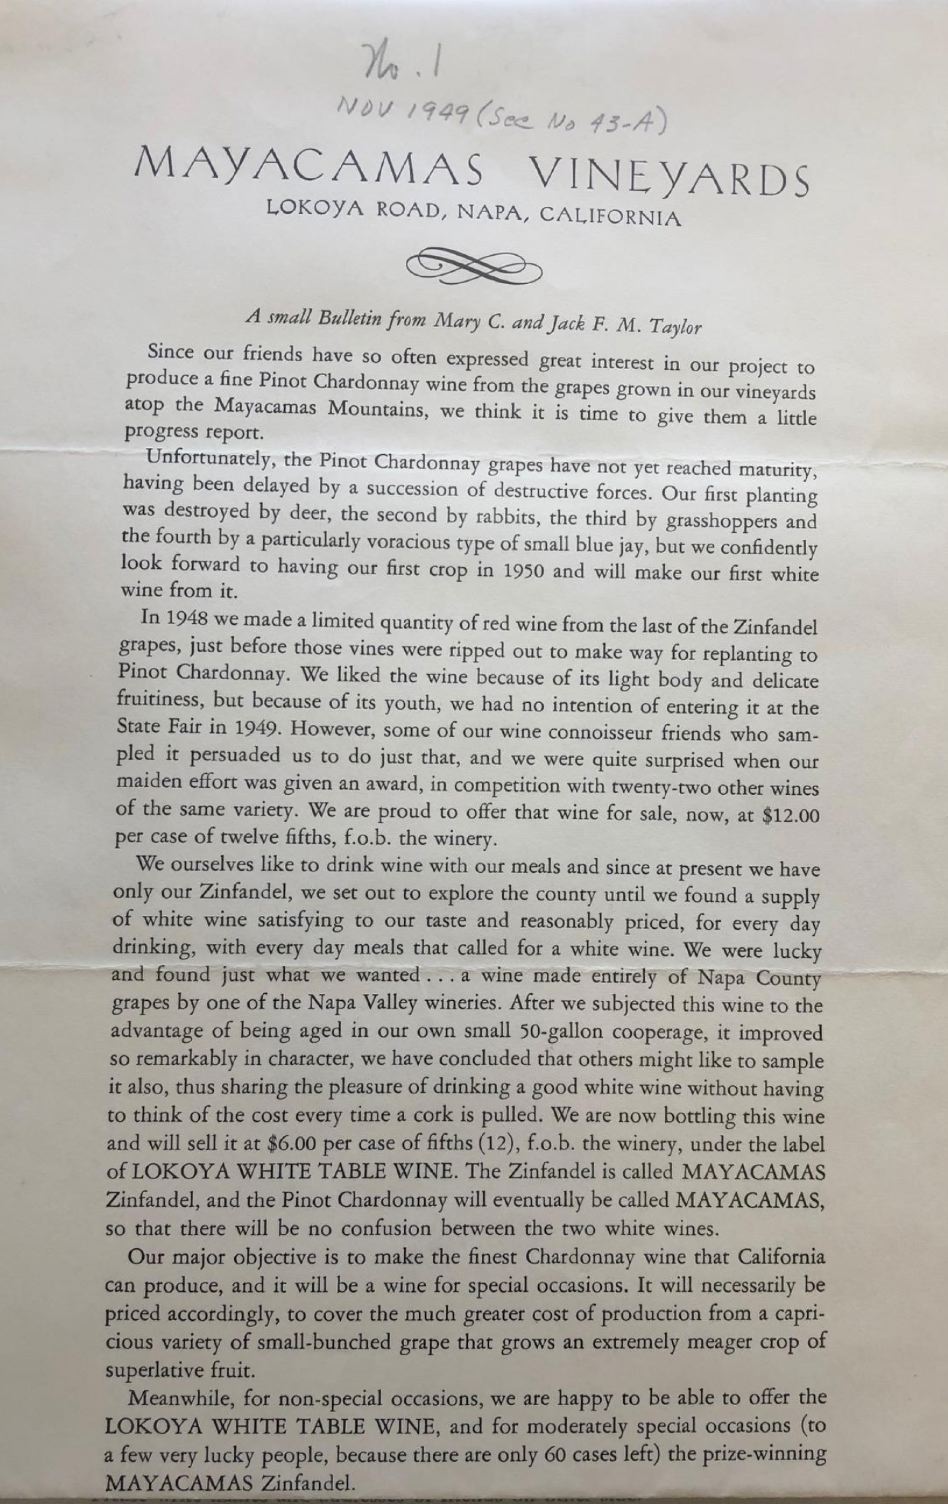 No. 1
NOV 1949 (See No 43-A)
MAYACAMAS VINEYARDS
LOKOYA ROAD, NAPA, CALIFORNIA
A small Bulletin from Mary C. and Jack F. M. Taylor
Since our friends have so often expressed great interest in our project to
produce a fine Pinot Chardonnay wine from the grapes grown in our vineyards
atop the Mayacamas Mountains, we think it is time to give them a little
progress report.
Unfortunately, the Pinot Chardonnay grapes have not yet reached maturity,
having been delayed by a succession of destructive forces. Our first planting
was destroyed by deer, the second by rabbits, the third by grasshoppers and
the fourth by a particularly voracious type of small blue jay, but we confidently
look forward to having our first crop in 1950 and will make our first white
wine from it.
In 1948 we made a limited quantity of red wine from the last of the Zinfandel
grapes, just before those vines were ripped out to make way for replanting to
Pinot Chardonnay. We liked the wine because of its light body and delicate
fruitiness, but because of its youth, we had no intention of entering it at the
State Fair in 1949. However, some of our wine connoisseur friends who sam-
pled it persuaded us to do just that, and we were quite surprised when our
maiden effort was given an award, in competition with twenty-two other wines
of the same variety. We are proud to offer that wine for sale, now, at $12.00
per case of twelve fifths, f.o.b. the winery.
We ourselves like to drink wine with our meals and since at present we have
only our Zinfandel, we set out to explore the county until we found a supply
of white wine satisfying to our taste and reasonably priced, for every day
drinking, with every day meals that called for a white wine. We were lucky
and found just what we wanted . . . a wine made entirely of Napa County
grapes by one of the Napa Valley wineries. After we subjected this wine to the
advantage of being aged in our own small 50-gallon cooperage, it improved
so remarkably in character, we have concluded that others might like to sample
it also, thus sharing the pleasure of drinking a good white wine without having
to think of the cost every time a cork is pulled. We are now bottling this wine
and will sell it at $6.00 per case of fifths (12), f.o.b. the winery, under the label
of LOKOYA WHITE TABLE WINE. The Zinfandel is called MAYACAMAS
Zinfandel, and the Pinot Chardonnay will eventually be called MAYACAMAS,
so that there will be no confusion between the two white wines.
Our major objective is to make the finest Chardonnay wine that California
can produce, and it will be a wine for special occasions. It will necessarily be
priced accordingly, to cover the much greater cost of production from a capri-
cious variety of small-bunched grape that grows an extremely meager crop of
superlative fruit.
Meanwhile, for non-special occasions, we are happy to be able to offer the
LOKOYA WHITE TABLE WINE, and for moderately special occasions (to
a few very lucky people, because there are only 60 cases left) the prize-winning
MAYACAMAS Zinfandel.